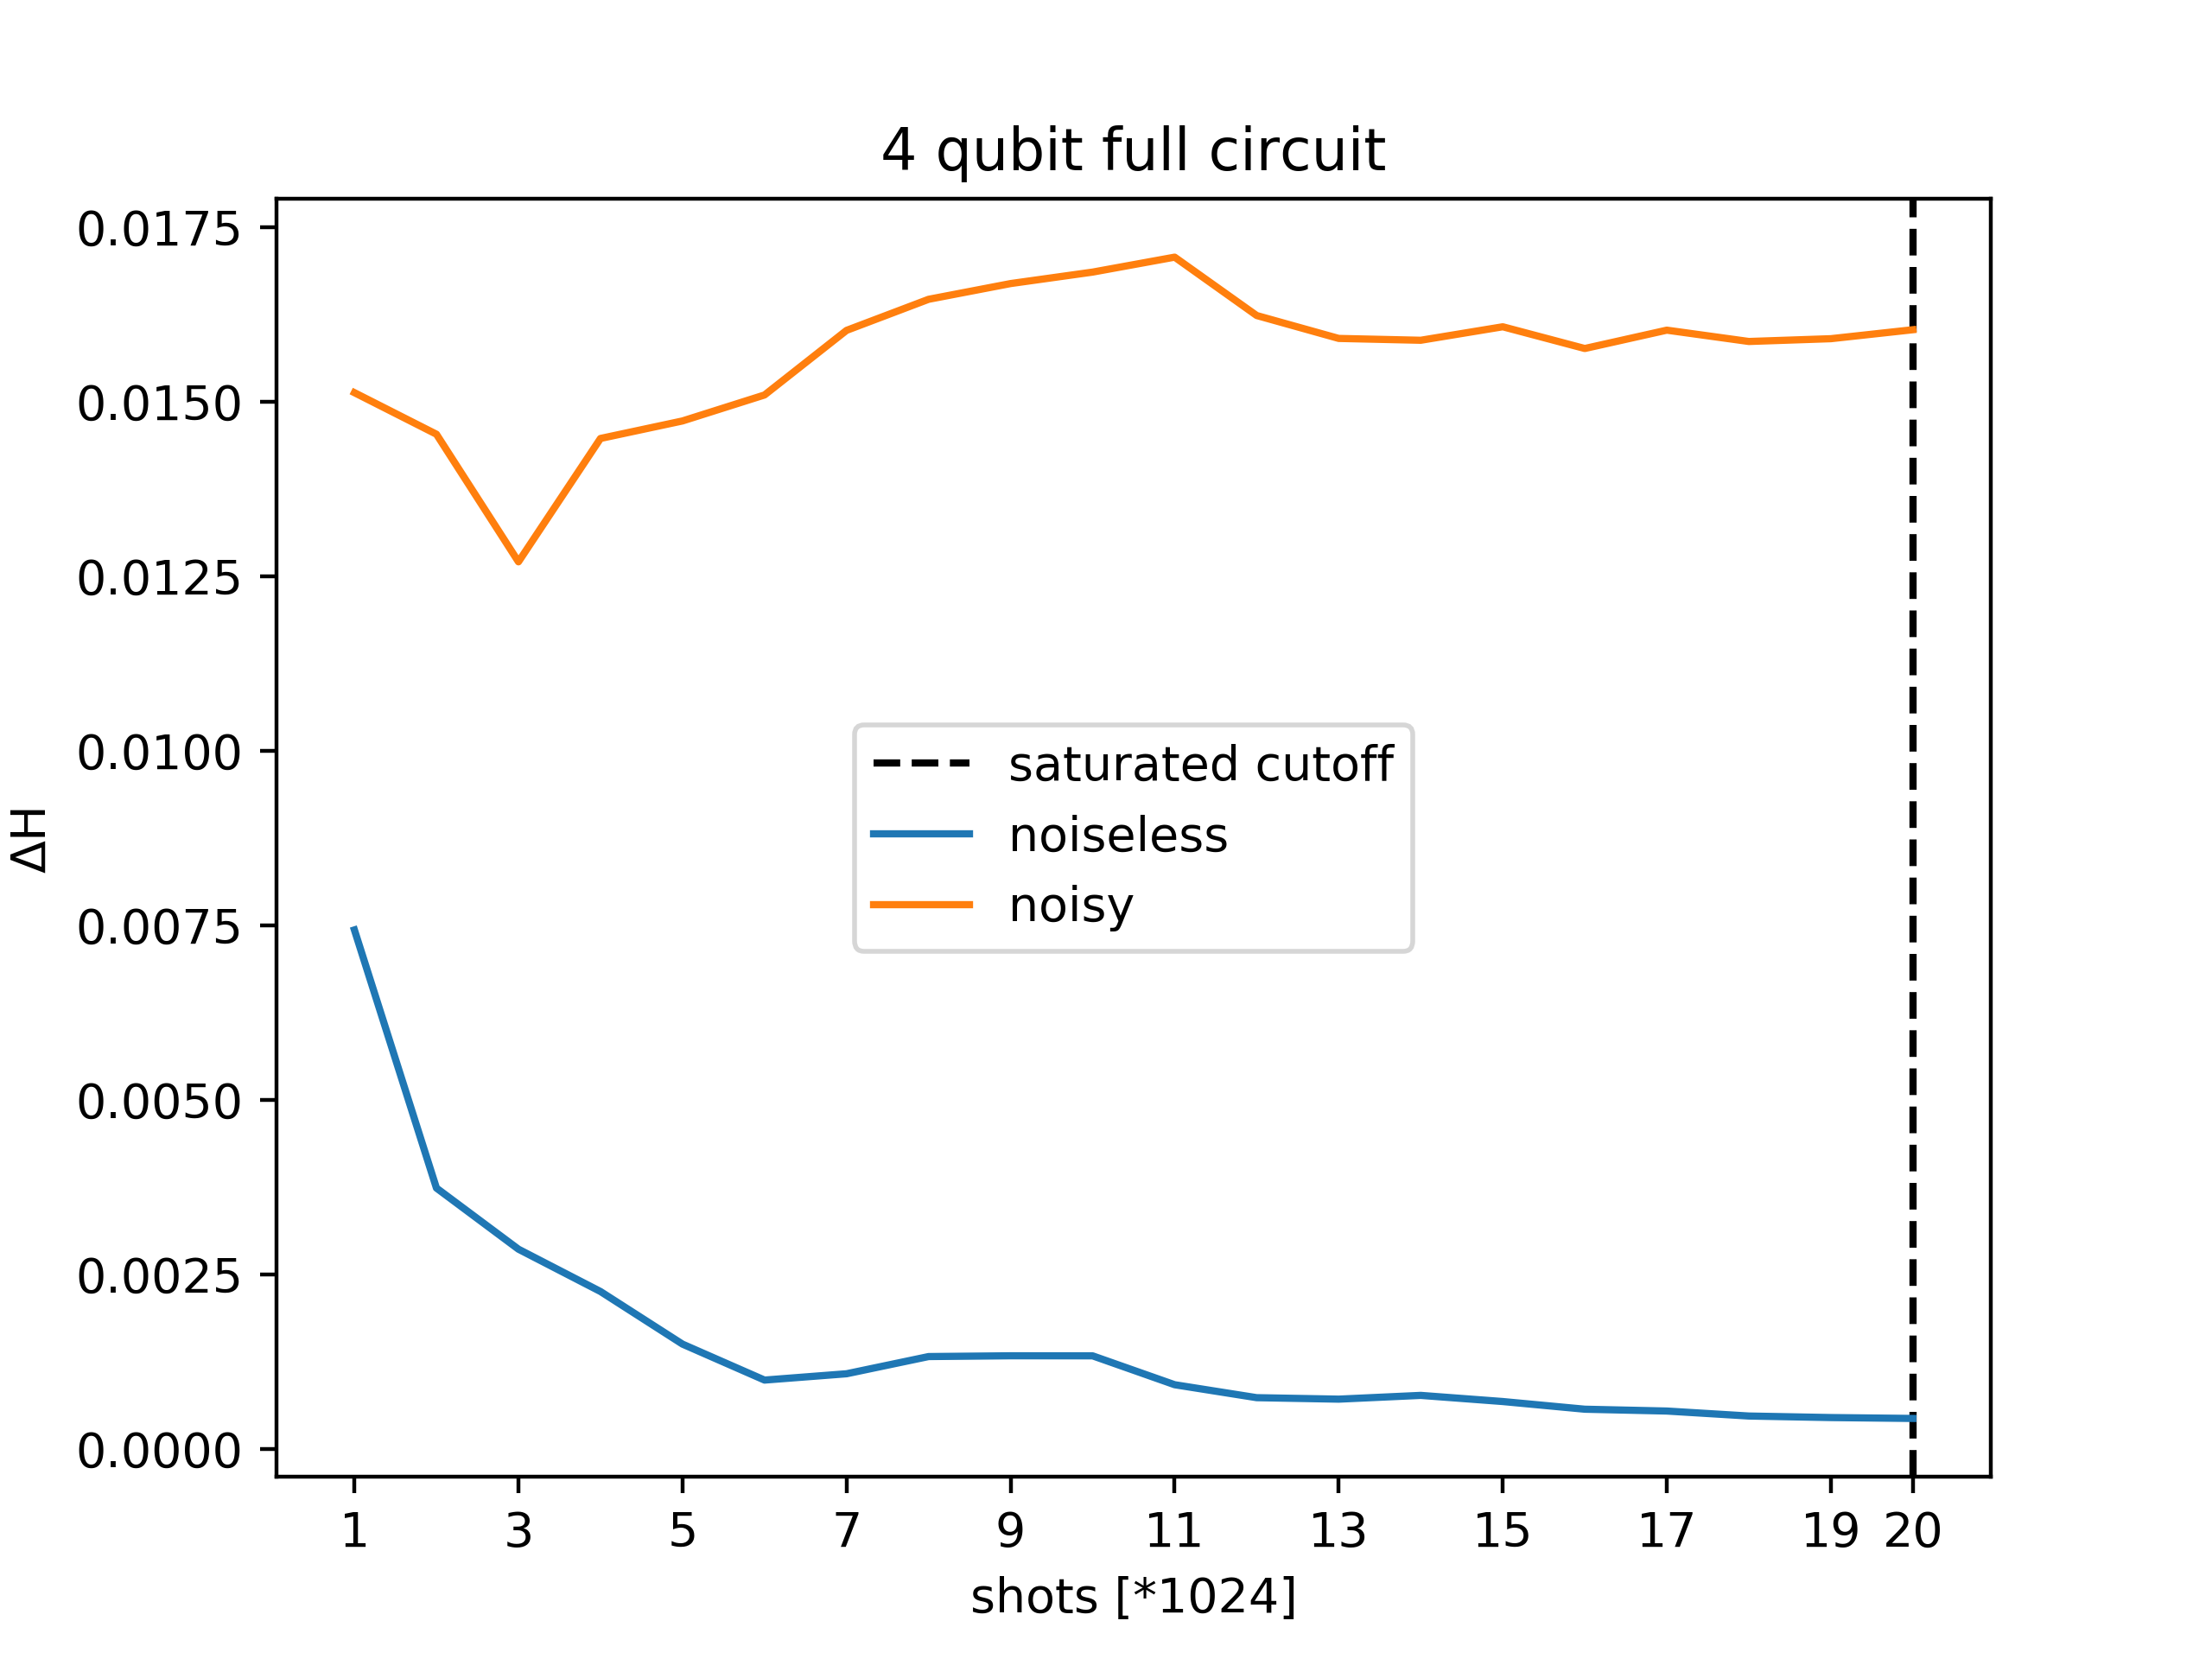 4 qubit full circuit
0.0175
0.0150
0.0125
0.0100
0.0075
0.0050
0.0025
0.0000
ΔH
saturated cutoff
noiseless
noisy
1 3 5 7 9 11 13 15 17 19 20
shots [*1024]